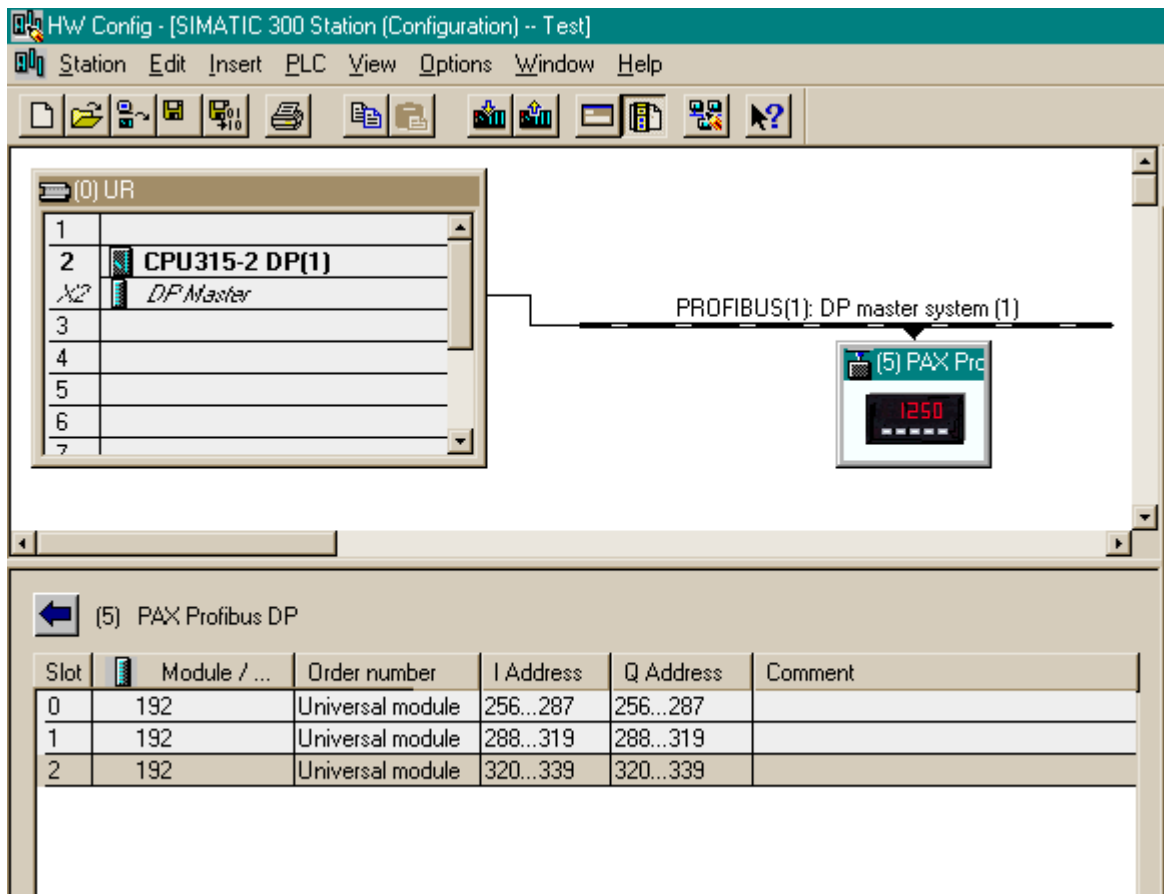 HW Config - [SIMATIC 300 Station (Configuration) -- Test]
Station Edit Insert PLC View Options Window Help
(0) UR
1
2 CPU315-2 DP(1)
X2 DP Master
3
4
5
6
7
PROFIBUS(1): DP master system (1)
(5) PAX Pro
1250
(5) PAX Profibus DP
Slot Module / ... Order number I Address Q Address Comment
0 192 Universal module 256...287 256...287
1 192 Universal module 288...319 288...319
2 192 Universal module 320...339 320...339